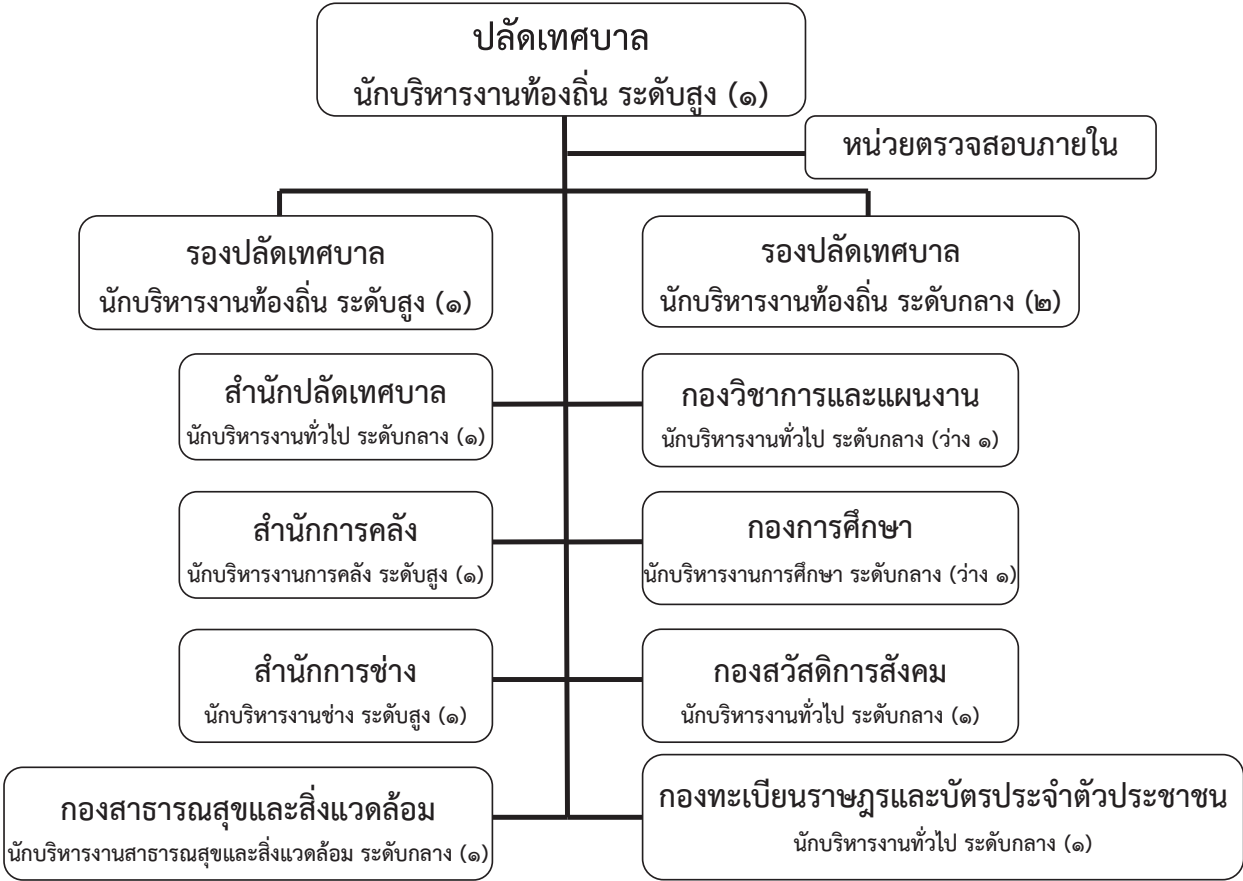 ปลัดเทศบาล
นักบริหารงานท้องถิ่น ระดับสูง (๑)
หน่วยตรวจสอบภายใน
รองปลัดเทศบาล
นักบริหารงานท้องถิ่น ระดับสูง (๑)
รองปลัดเทศบาล
นักบริหารงานท้องถิ่น ระดับกลาง (๒)
สำนักปลัดเทศบาล
นักบริหารงานทั่วไป ระดับกลาง (๑)
กองวิชาการและแผนงาน
นักบริหารงานทั่วไป ระดับกลาง (ว่าง ๑)
สำนักการคลัง
นักบริหารงานการคลัง ระดับสูง (๑)
กองการศึกษา
นักบริหารงานการศึกษา ระดับกลาง (ว่าง ๑)
สำนักการช่าง
นักบริหารงานช่าง ระดับสูง (๑)
กองสวัสดิการสังคม
นักบริหารงานทั่วไป ระดับกลาง (๑)
กองสาธารณสุขและสิ่งแวดล้อม
นักบริหารงานสาธารณสุขและสิ่งแวดล้อม ระดับกลาง (๑)
กองทะเบียนราษฎรและบัตรประจำตัวประชาชน
นักบริหารงานทั่วไป ระดับกลาง (๑)